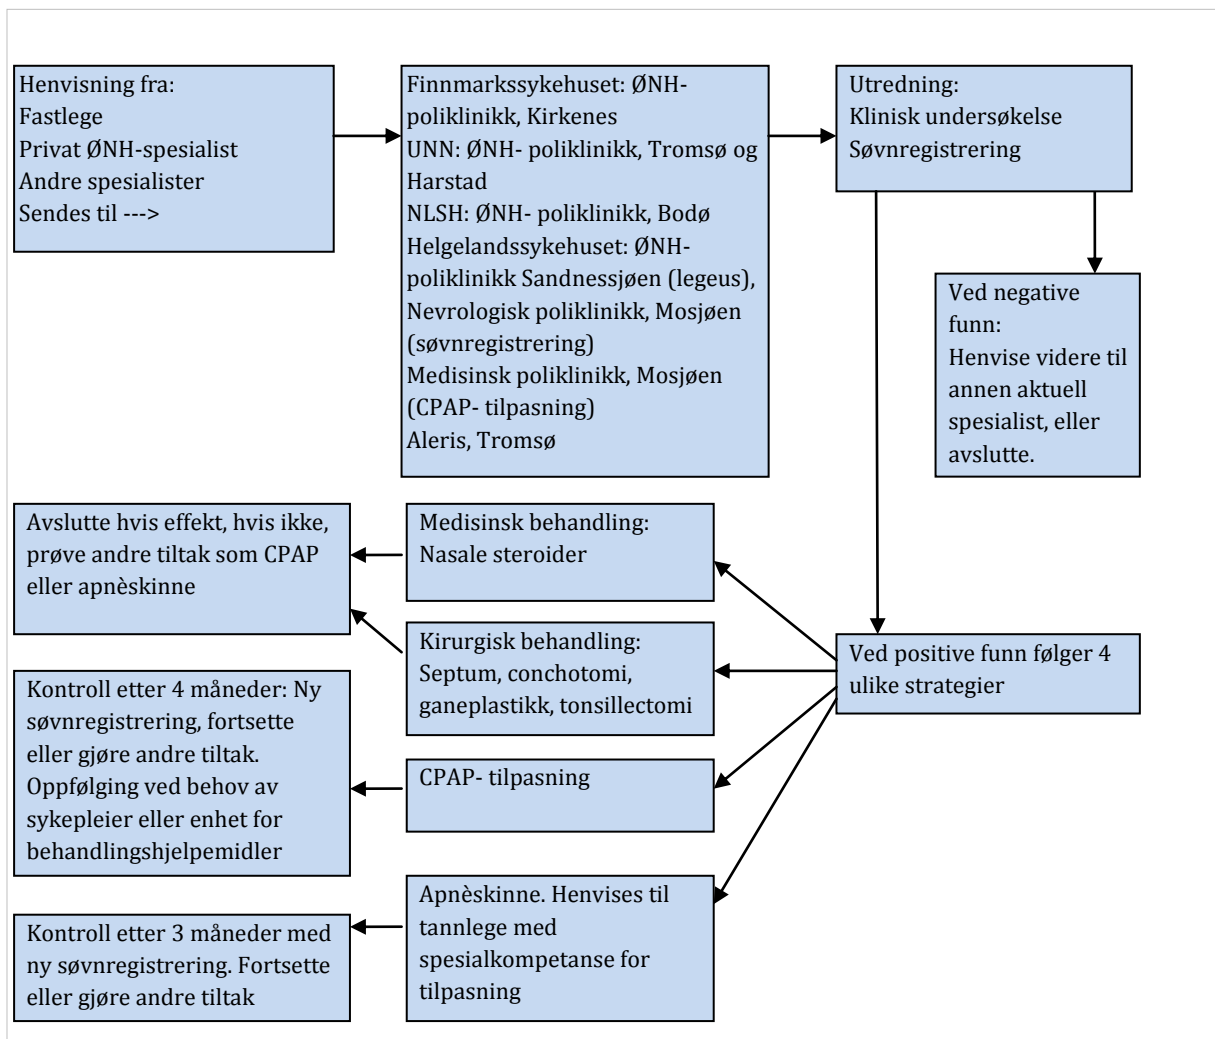 Henvisning fra:
Fastlege
Privat ØNH-spesialist
Andre spesialister
Sendes til --->
Finnmarkssykehuset: ØNH-
poliklinikk, Kirkenes
UNN: ØNH- poliklinikk, Tromsø og
Harstad
NLSH: ØNH- poliklinikk, Bodø
Helgelandssykehuset: ØNH-
poliklinikk Sandnessjøen (legeus),
Nevrologisk poliklinikk, Mosjøen
(søvnregistrering)
Medisinsk poliklinikk, Mosjøen
(CPAP- tilpasning)
Aleris, Tromsø
Utredning:
Klinisk undersøkelse
Søvnregistrering
Ved negative
funn:
Henvise videre til
annen aktuell
spesialist, eller
avslutte.
Ved positive funn følger 4
ulike strategier
Medisinsk behandling:
Nasale steroider
Avslutte hvis effekt, hvis ikke,
prøve andre tiltak som CPAP
eller apnèskinne
Kirurgisk behandling:
Septum, conchotomi,
ganeplastikk, tonsillectomi
CPAP- tilpasning
Kontroll etter 4 måneder: Ny
søvnregistrering, fortsette
eller gjøre andre tiltak.
Oppfølging ved behov av
sykepleier eller enhet for
behandlingshjelpemidler
Apnèskinne. Henvises til
tannlege med
spesialkompetanse for
tilpasning
Kontroll etter 3 måneder med
ny søvnregistrering. Fortsette
eller gjøre andre tiltak